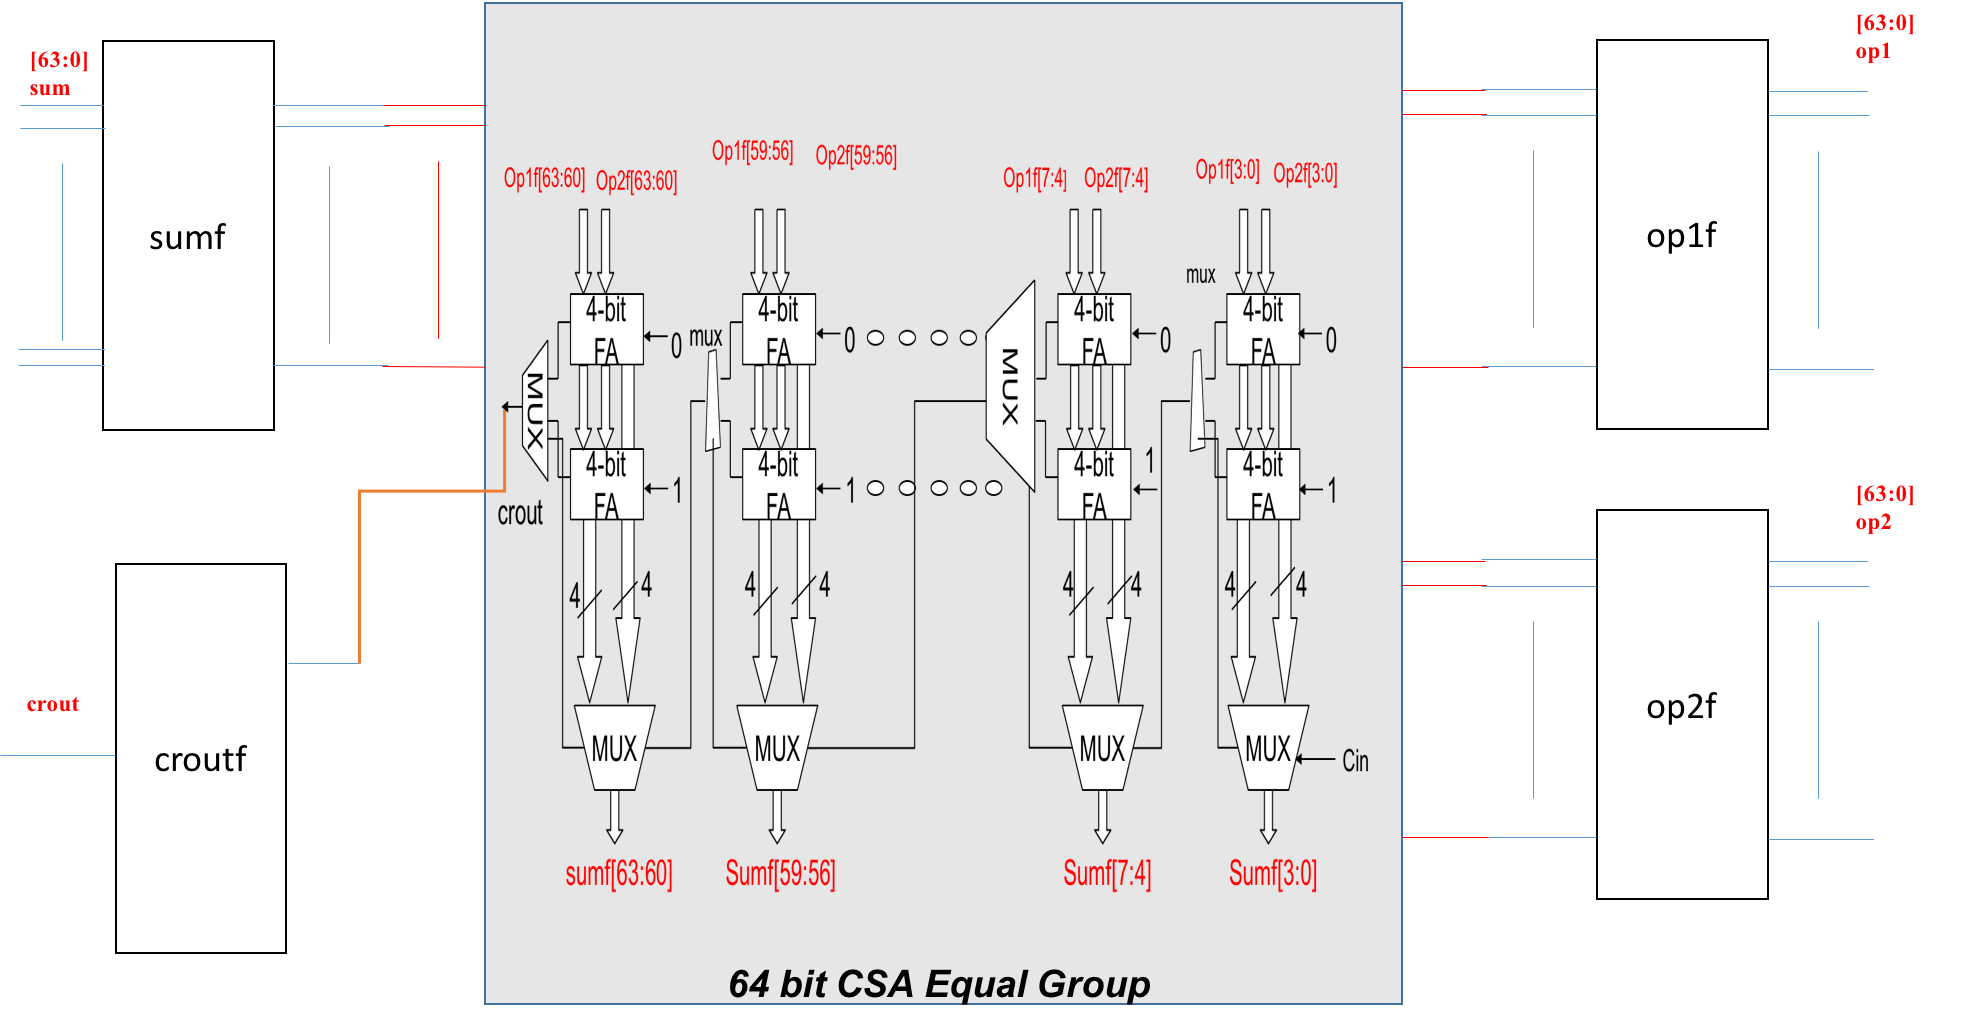 [63:0]
sum
sumf
crout
croutf
Op1f[63:60] Op2f[63:60]
Op1f[59:56] Op2f[59:56]
Op1f[7:4] Op2f[7:4]
Op1f[3:0] Op2f[3:0]
mux
mux
4-bit
FA
0
4-bit
FA
0
4-bit
FA
0
4-bit
FA
0
MUX
MUX
crout
4-bit
FA
1
4-bit
FA
1
4-bit
FA
1
4-bit
FA
1
4 4
4 4
4 4
4 4
MUX
MUX
MUX
MUX
Cin
sumf[63:60]
Sumf[59:56]
Sumf[7:4]
Sumf[3:0]
64 bit CSA Equal Group
[63:0]
op1
op1f
[63:0]
op2
op2f